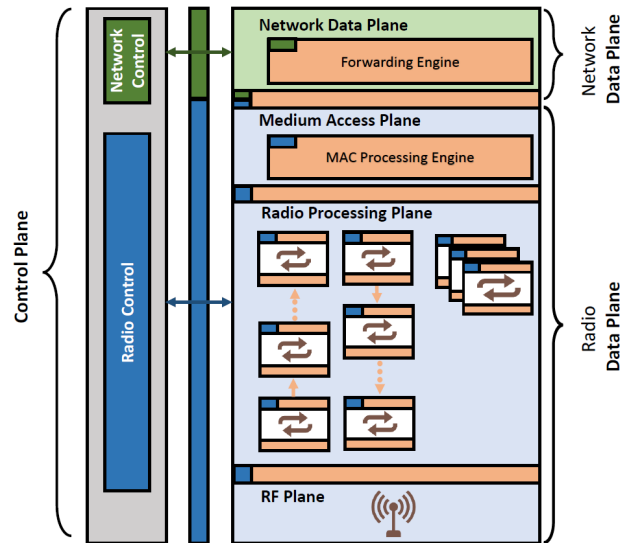 Control Plane
Network
Control
Radio Control
Network Data Plane
Forwarding Engine
Medium Access Plane
MAC Processing Engine
Radio Processing Plane
RF Plane
Network
Data Plane
Radio
Data Plane